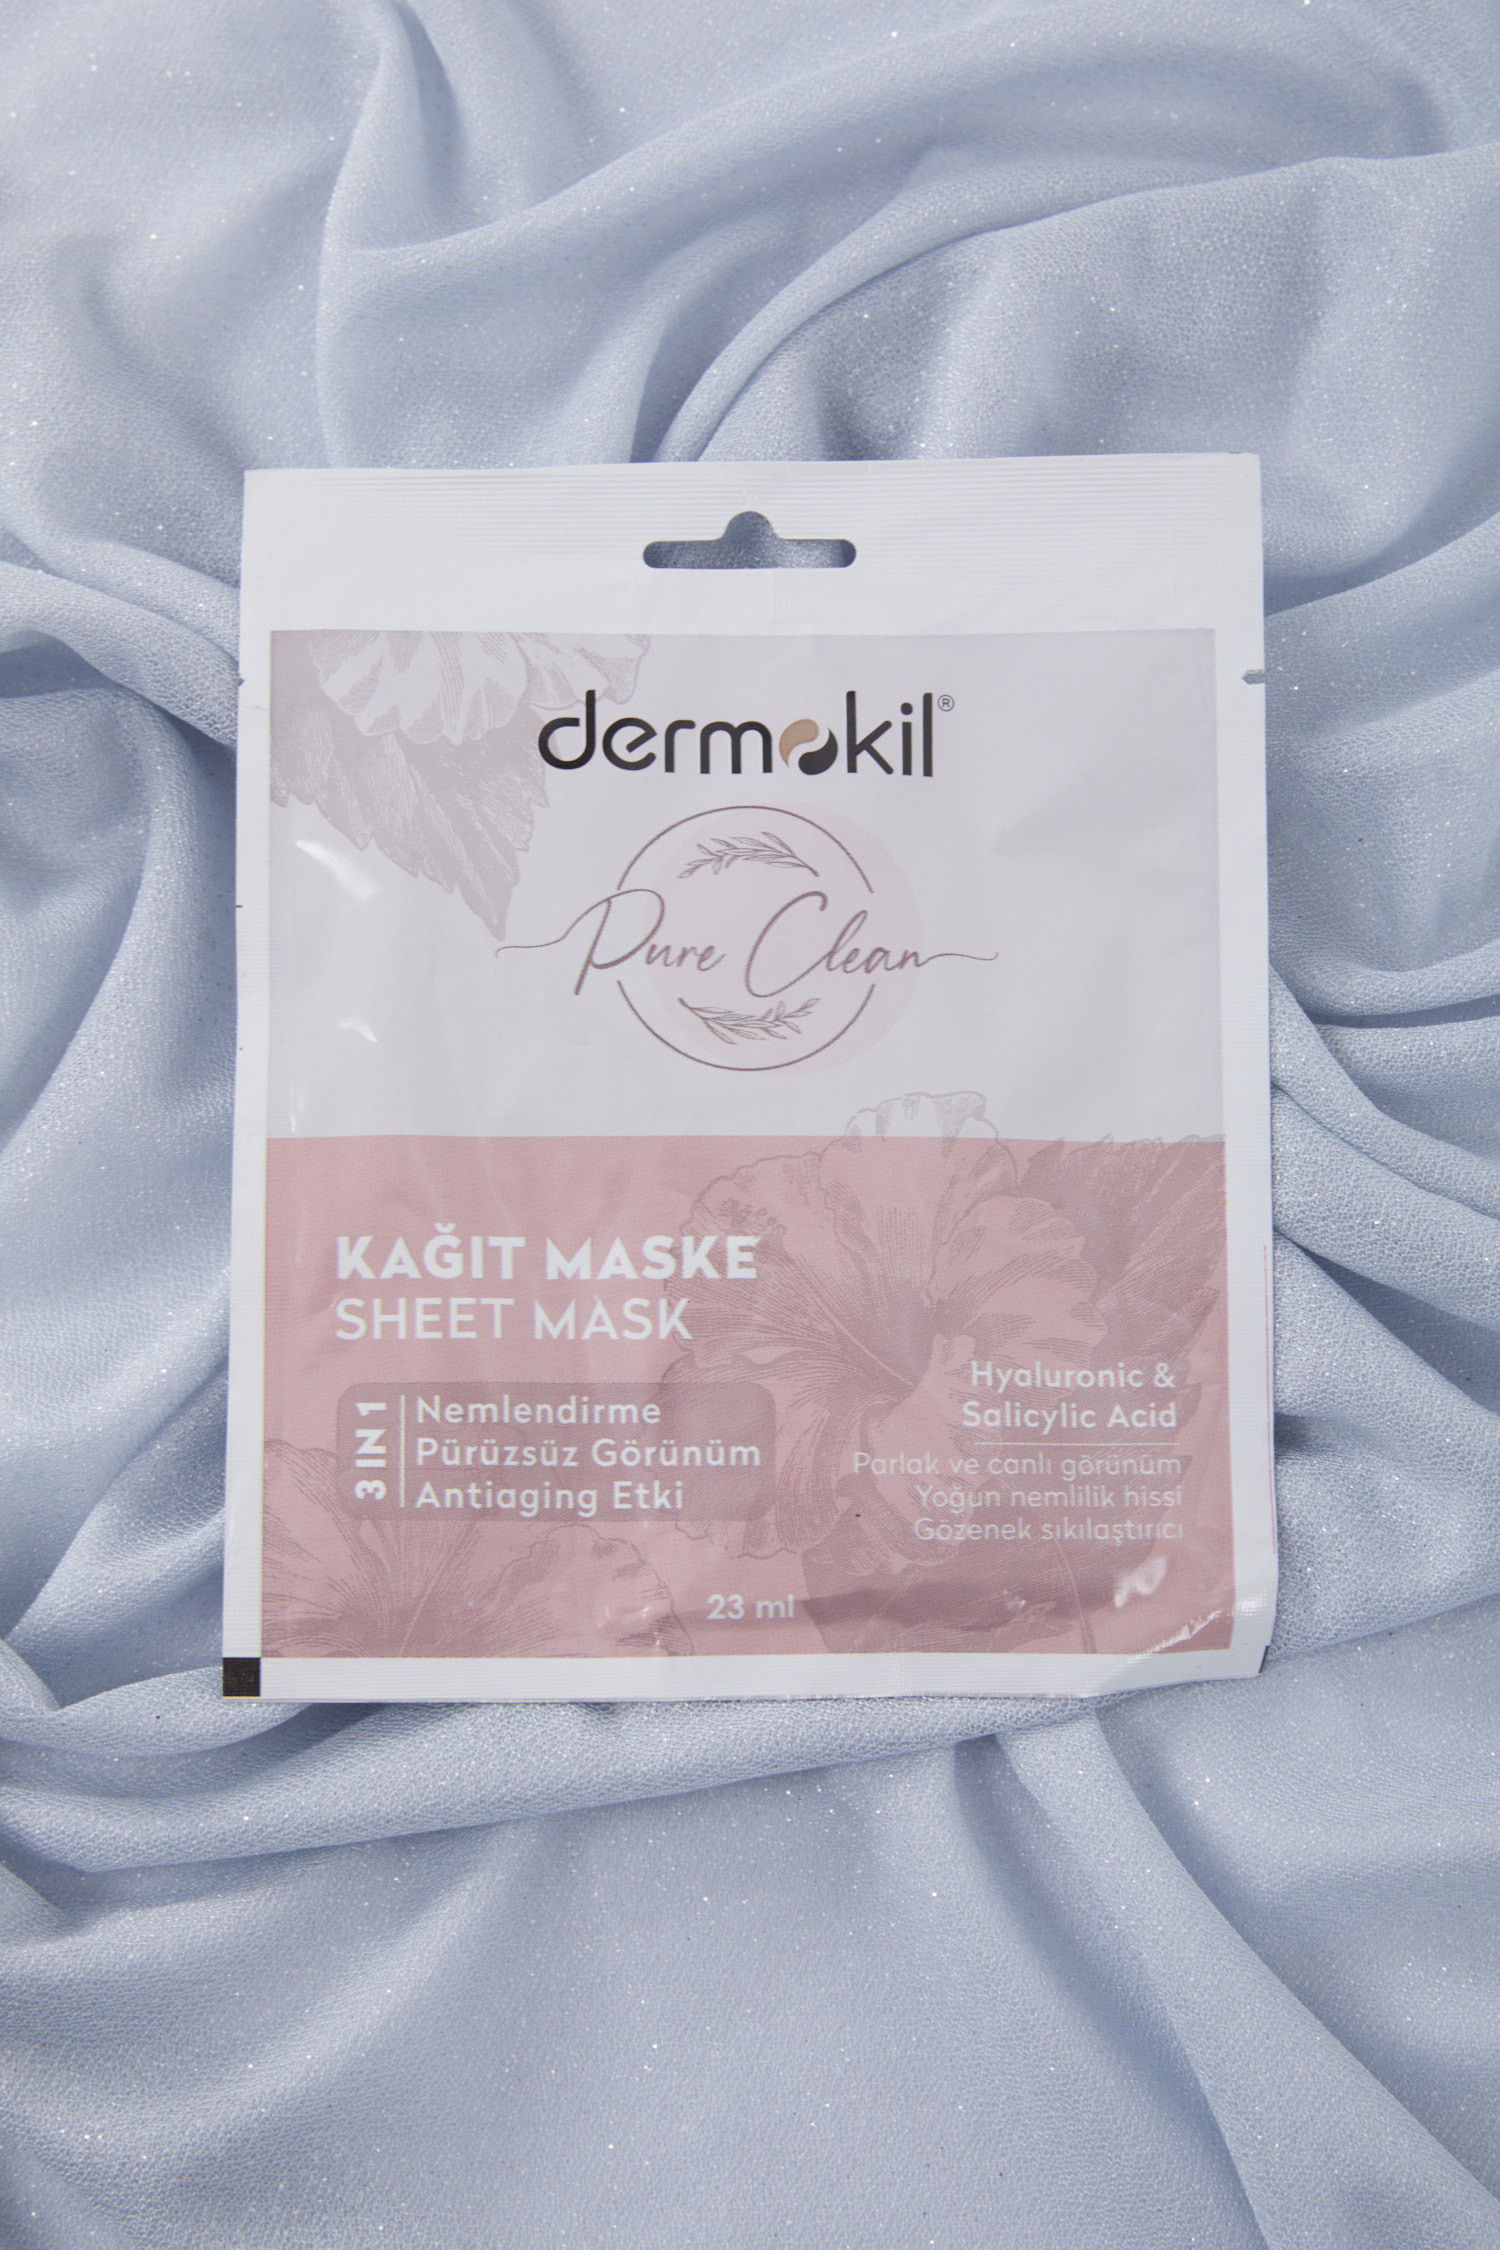 dermokil®
Pure Clean
KAĞIT MASKE
SHEET MASK
3 IN 1
Nemlendirme
Pürüzsüz Görünüm
Antiaging Etki
Hyaluronic &
Salicylic Acid
Parlak ve canlı görünüm
Yoğun nemlilik hissi
Gözenek sıkılaştırıcı
23 ml